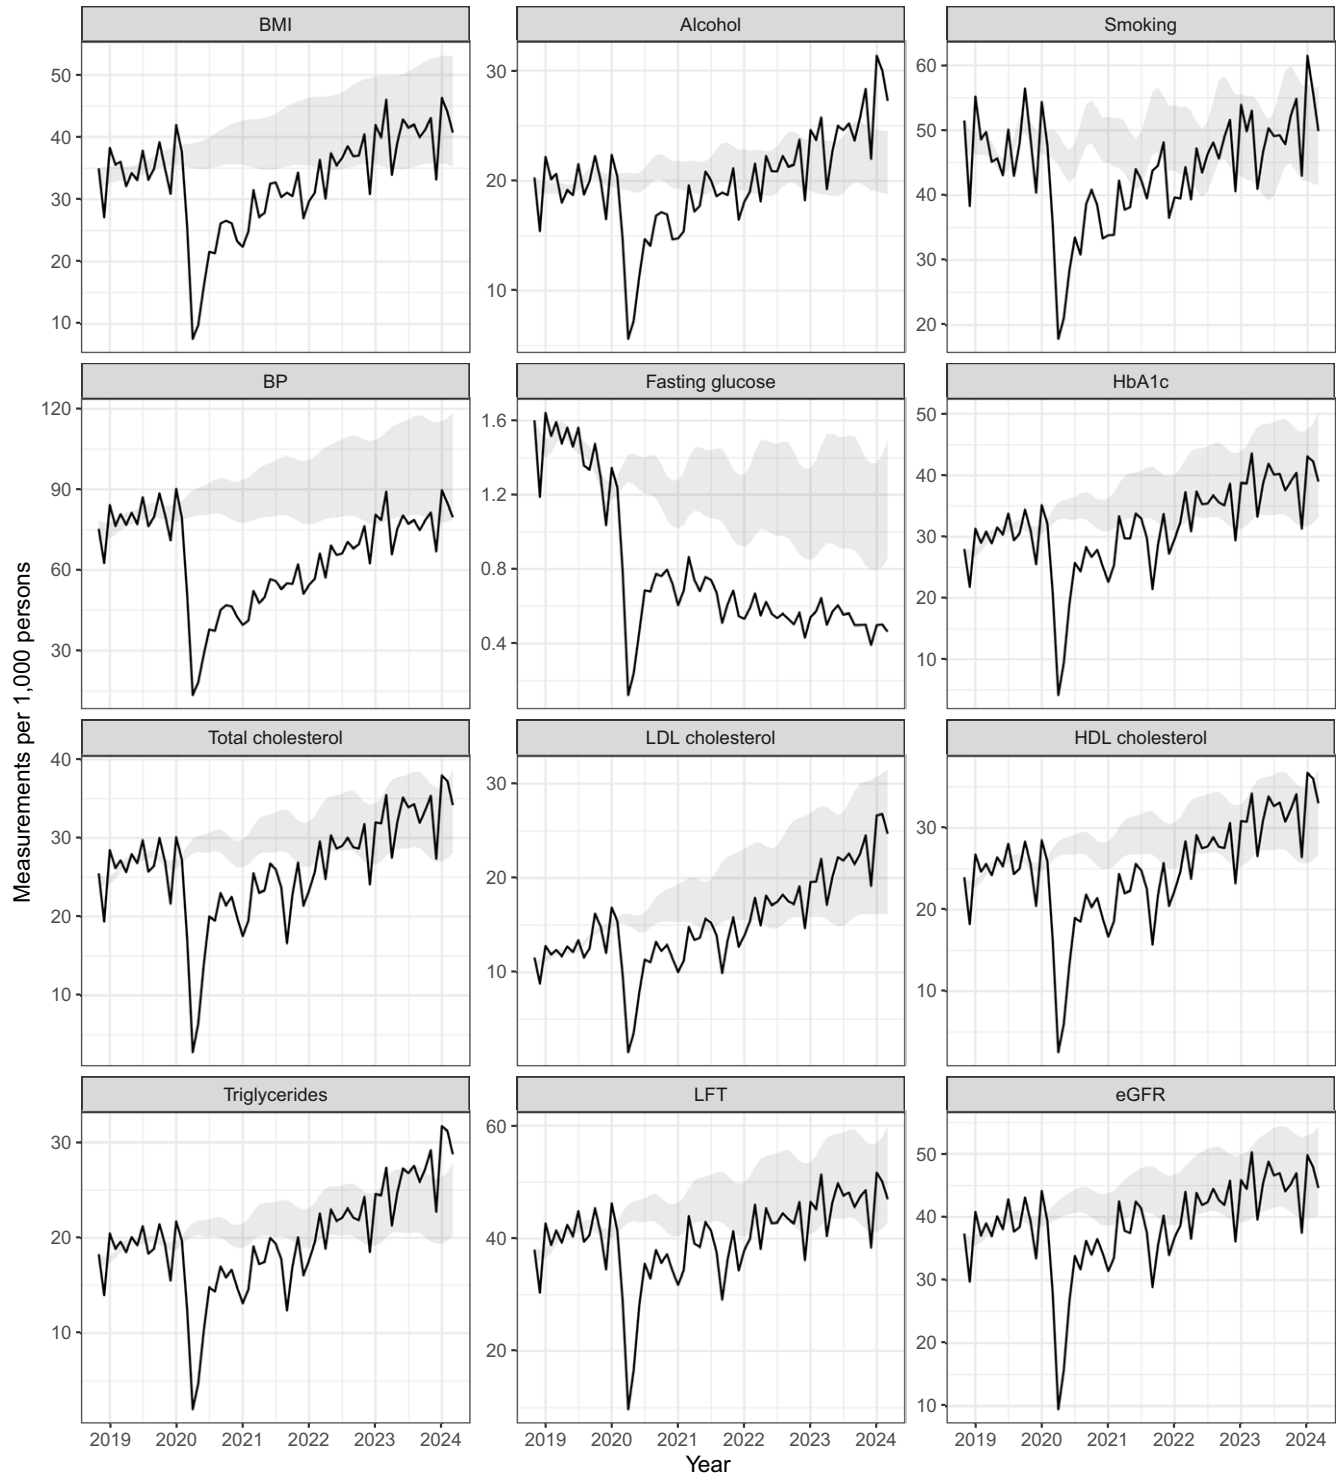 BMI
Alcohol
Smoking
50
40
30
20
10
30
20
10
60
50
40
30
20
BP
Fasting glucose
HbA1c
120
90
60
30
1.6
1.2
0.8
0.4
50
40
30
20
10
Measurements per 1,000 persons
Total cholesterol
LDL cholesterol
HDL cholesterol
40
30
20
10
30
20
10
30
20
10
Triglycerides
LFT
eGFR
30
20
10
60
40
20
50
40
30
20
10
2019 2020 2021 2022 2023 2024
2019 2020 2021 2022 2023 2024
2019 2020 2021 2022 2023 2024
Year